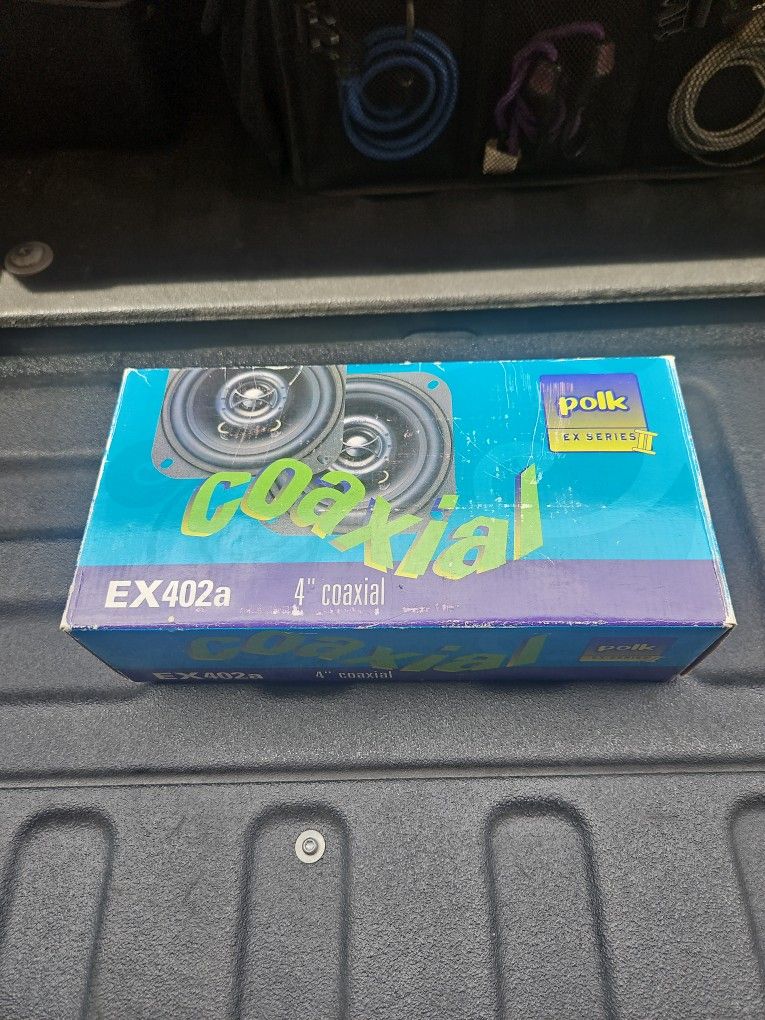 polk
EX SERIES II
coaxial
EX402a
4" coaxial
coaxial
polk
EX402a
4" coaxial